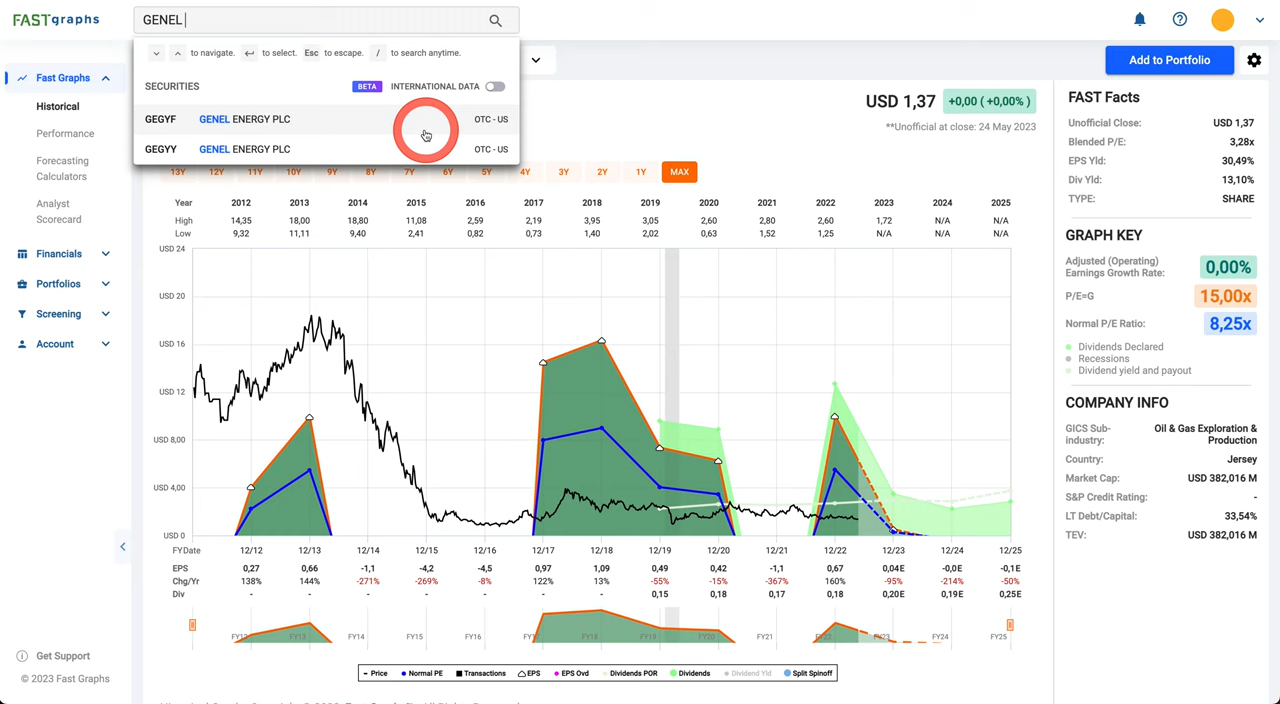 FASTgraphs
GENEL
to navigate. to select. Esc to escape. / to search anytime.
SECURITIES BETA INTERNATIONAL DATA
GEGYF GENEL ENERGY PLC OTC - US
GEGYY GENEL ENERGY PLC OTC - US
Add to Portfolio
Fast Graphs
Historical
Performance
Forecasting
Calculators
Analyst
Scorecard
Financials
Portfolios
Screening
Account
Get Support
© 2023 Fast Graphs
USD 1,37 +0,00 ( +0,00% )
**Unofficial at close: 24 May 2023
13Y 12Y 11Y 10Y 9Y 8Y 7Y 6Y 5Y 4Y 3Y 2Y 1Y MAX
Year 2012 2013 2014 2015 2016 2017 2018 2019 2020 2021 2022 2023 2024 2025
High 14,35 18,00 18,80 11,08 2,59 2,19 3,95 3,05 2,60 2,80 2,60 1,72 N/A N/A
Low 9,32 11,11 9,40 2,41 0,82 0,73 1,40 2,02 0,63 1,52 1,25 N/A N/A N/A
USD 24
USD 20
USD 16
USD 12
USD 8,00
USD 4,00
USD 0
FYDate 12/12 12/13 12/14 12/15 12/16 12/17 12/18 12/19 12/20 12/21 12/22 12/23 12/24 12/25
EPS 0,27 0,66 -1,1 -4,2 -4,5 0,97 1,09 0,49 0,42 -1,1 0,67 0,04E -0,0E -0,1E
Chg/Yr 138% 144% -271% -269% -8% 122% 13% -55% -15% -367% 160% -95% -214% -50%
Div - - - - - - - 0,15 0,18 0,17 0,18 0,20E 0,19E 0,25E
FY12 FY13 FY14 FY15 FY16 FY17 FY18 FY19 FY20 FY21 FY22 FY23 FY24 FY25
Price Normal PE Transactions EPS EPS Ovd Dividends POR Dividends Dividend Yld Split Spinoff
FAST Facts
Unofficial Close: USD 1,37
Blended P/E: 3,28x
EPS Yld: 30,49%
Div Yld: 13,10%
TYPE: SHARE
GRAPH KEY
Adjusted (Operating)
Earnings Growth Rate: 0,00%
P/E=G 15,00x
Normal P/E Ratio: 8,25x
Dividends Declared
Recessions
Dividend yield and payout
COMPANY INFO
GICS Sub- Oil & Gas Exploration &
industry: Production
Country: Jersey
Market Cap: USD 382,016 M
S&P Credit Rating: -
LT Debt/Capital: 33,54%
TEV: USD 382,016 M